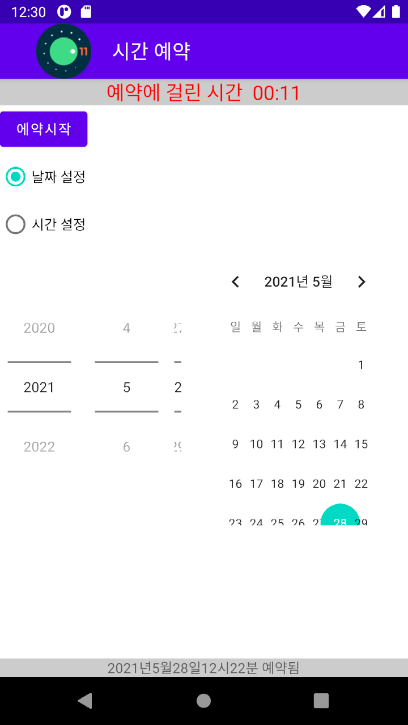 12:30
11
시간 예약
예약에 걸린 시간 00:11
예약시작
날짜 설정
시간 설정
2021년 5월
일 월 화 수 목 금 토
2020 4 27
1
2021 5 2
2 3 4 5 6 7 8
2022 6 29
9 10 11 12 13 14 15
16 17 18 19 20 21 22
23 24 25 26 27 28 29
2021년5월28일12시22분 예약됨